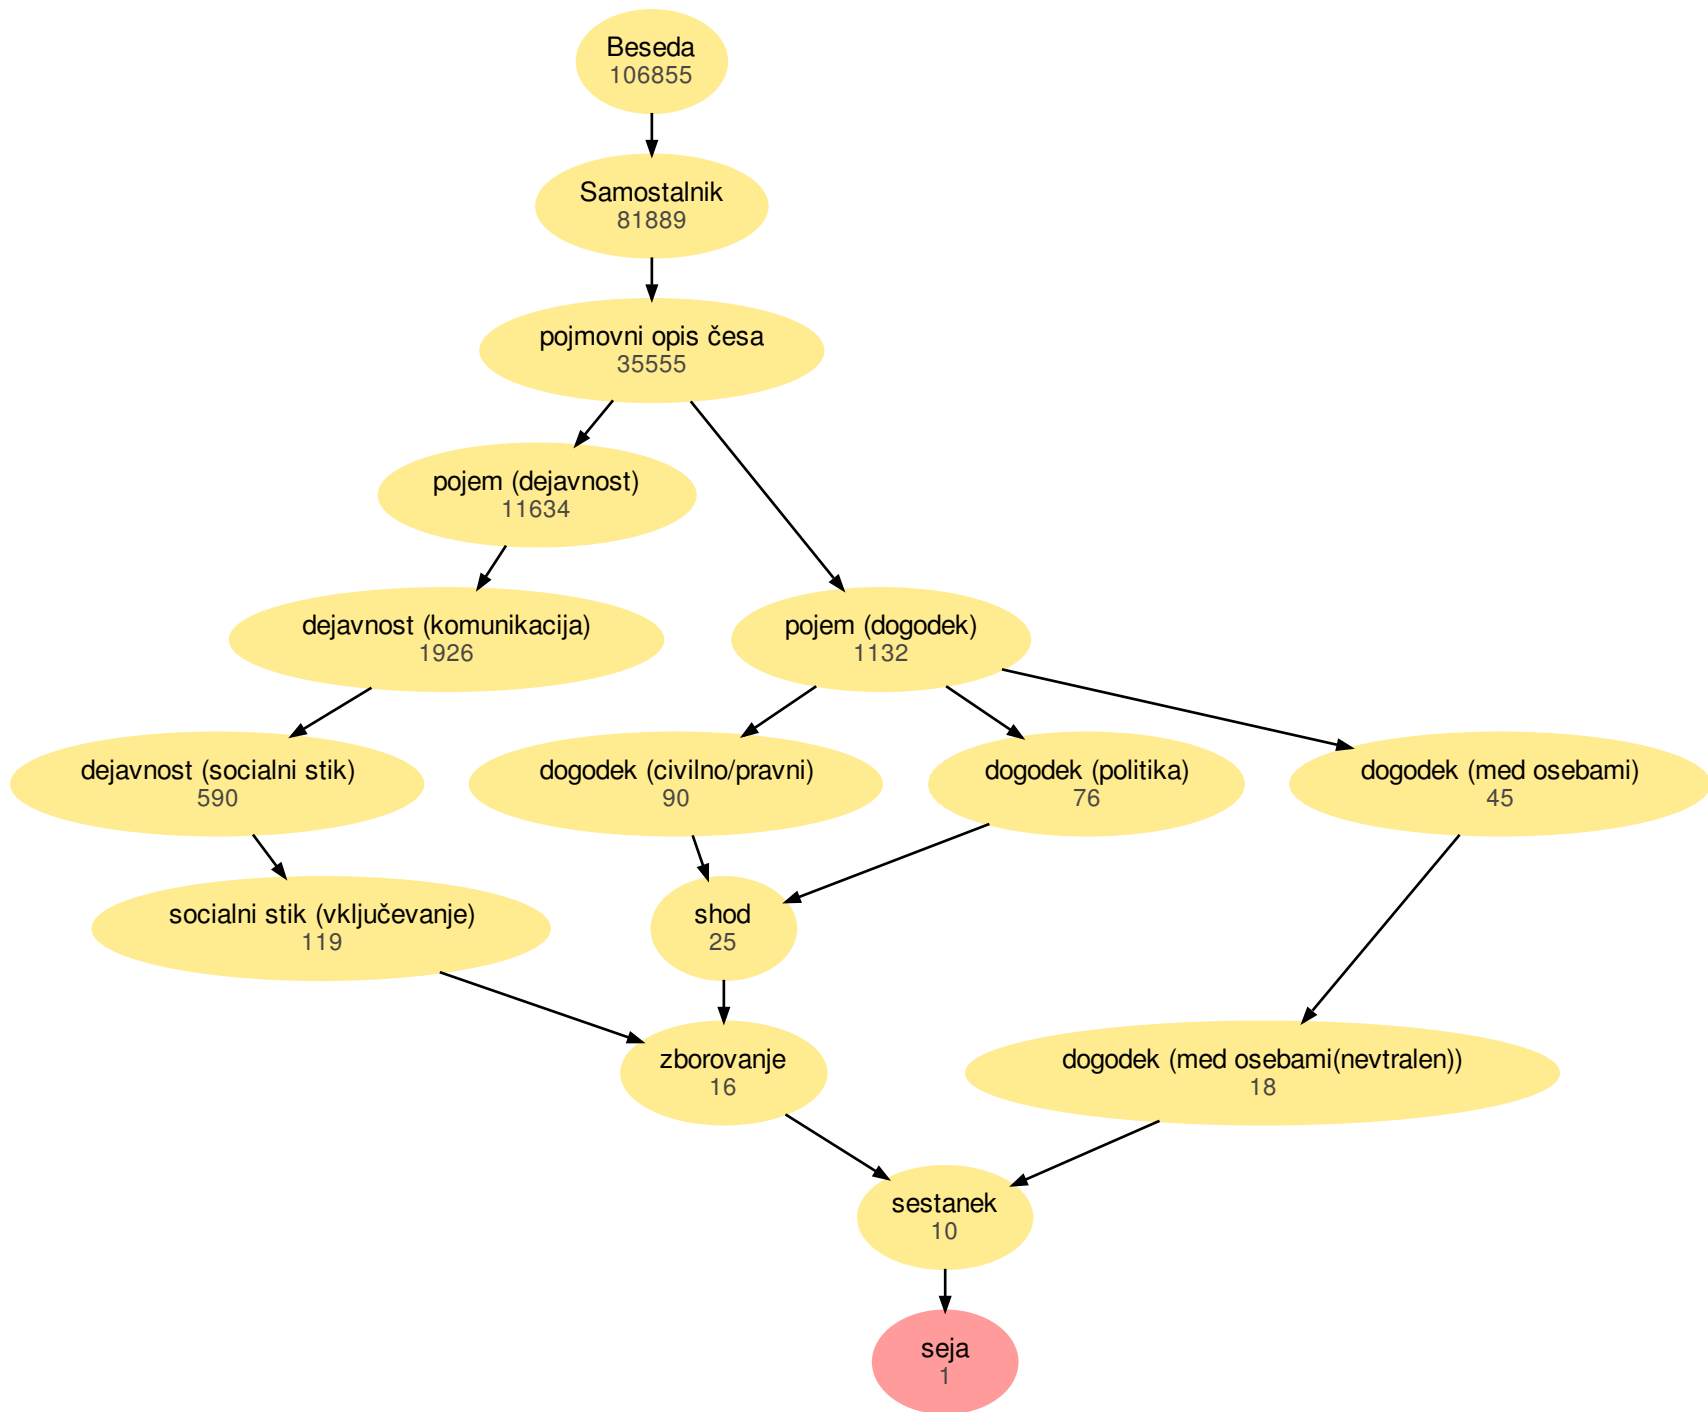 Beseda
106855
Samostalnik
81889
pojmovni opis česa
35555
pojem (dejavnost)
11634
dejavnost (komunikacija)
1926
pojem (dogodek)
1132
dejavnost (socialni stik)
590
dogodek (civilno/pravni)
90
dogodek (politika)
76
dogodek (med osebami)
45
socialni stik (vključevanje)
119
shod
25
zborovanje
16
dogodek (med osebami(nevtralen))
18
sestanek
10
seja
1